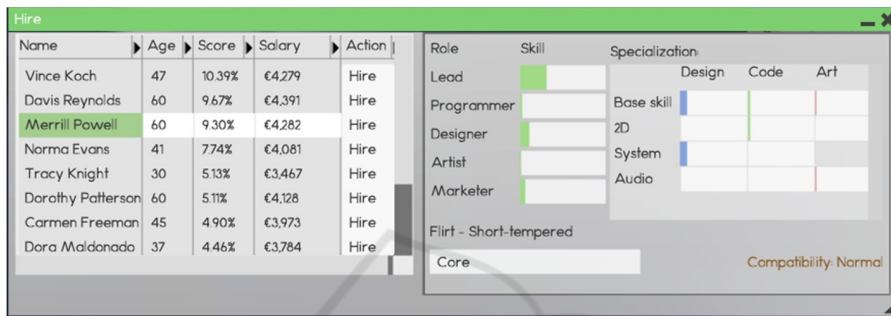 Hire
Name Age Score Salary Action
Vince Koch 47 10.39% €4,279 Hire
Davis Reynolds 60 9.67% €4,391 Hire
Merrill Powell 60 9.30% €4,282 Hire
Norma Evans 41 7.74% €4,081 Hire
Tracy Knight 30 5.13% €3,467 Hire
Dorothy Patterson 60 5.11% €4,128 Hire
Carmen Freeman 45 4.90% €3,973 Hire
Dora Maldonado 37 4.46% €3,784 Hire
Role Skill
Lead
Programmer
Designer
Artist
Marketer
Specialization:
Design Code Art
Base skill
2D
System
Audio
Flirt - Short-tempered
Core
Compatibility: Normal